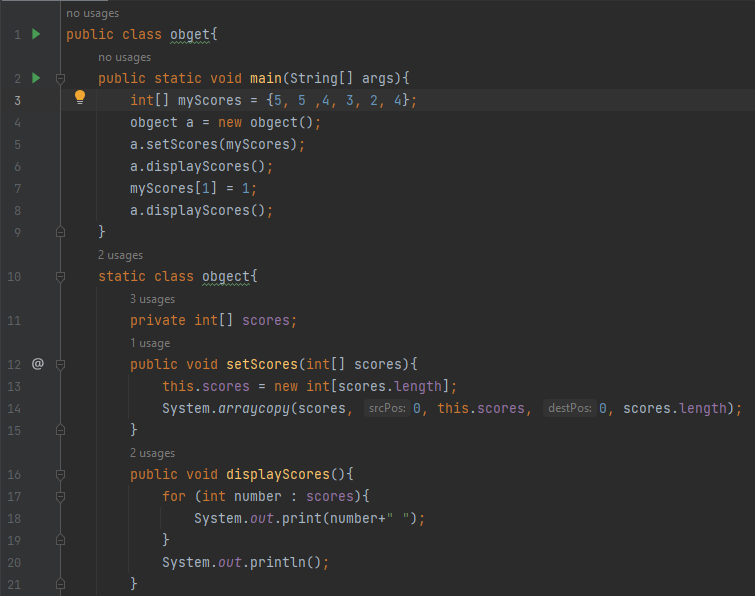 no usages
1 public class obget{
no usages
2 public static void main(String[] args){
3 int[] myScores = {5, 5 ,4, 3, 2, 4};
4 obgect a = new obgect();
5 a.setScores(myScores);
6 a.displayScores();
7 myScores[1] = 1;
8 a.displayScores();
9 }
2 usages
10 static class obgect{
3 usages
11 private int[] scores;
1 usage
12 @ public void setScores(int[] scores){
13 this.scores = new int[scores.length];
14 System.arraycopy(scores, srcPos: 0, this.scores, destPos: 0, scores.length);
15 }
2 usages
16 public void displayScores(){
17 for (int number : scores){
18 System.out.print(number+" ");
19 }
20 System.out.println();
21 }